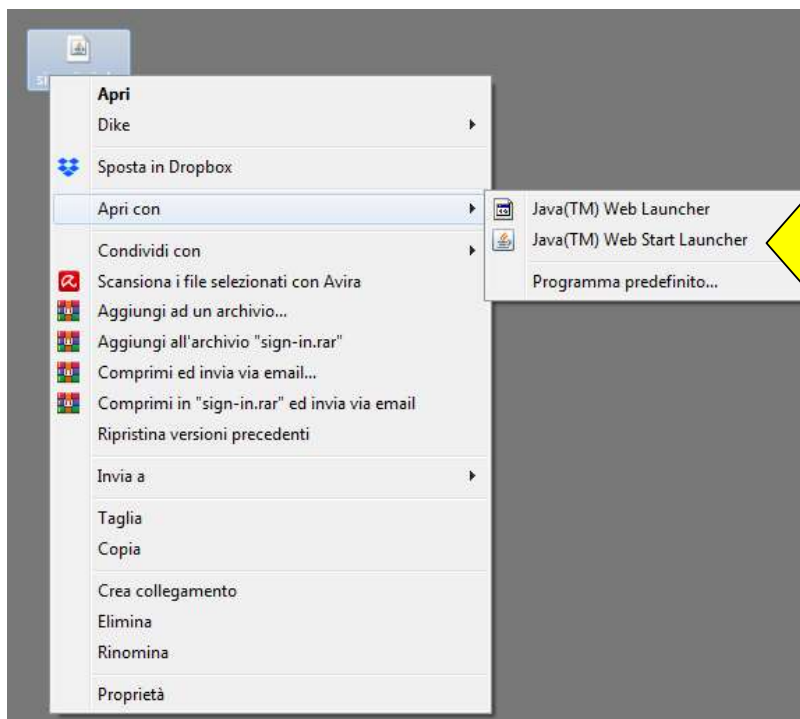 Apri
Dike
Sposta in Dropbox
Apri con
Java(TM) Web Launcher
Java(TM) Web Start Launcher
Programma predefinito...
Condividi con
Scansiona i file selezionati con Avira
Aggiungi ad un archivio...
Aggiungi all'archivio "sign-in.rar"
Comprimi ed invia via email...
Comprimi in "sign-in.rar" ed invia via email
Ripristina versioni precedenti
Invia a
Taglia
Copia
Crea collegamento
Elimina
Rinomina
Proprietà